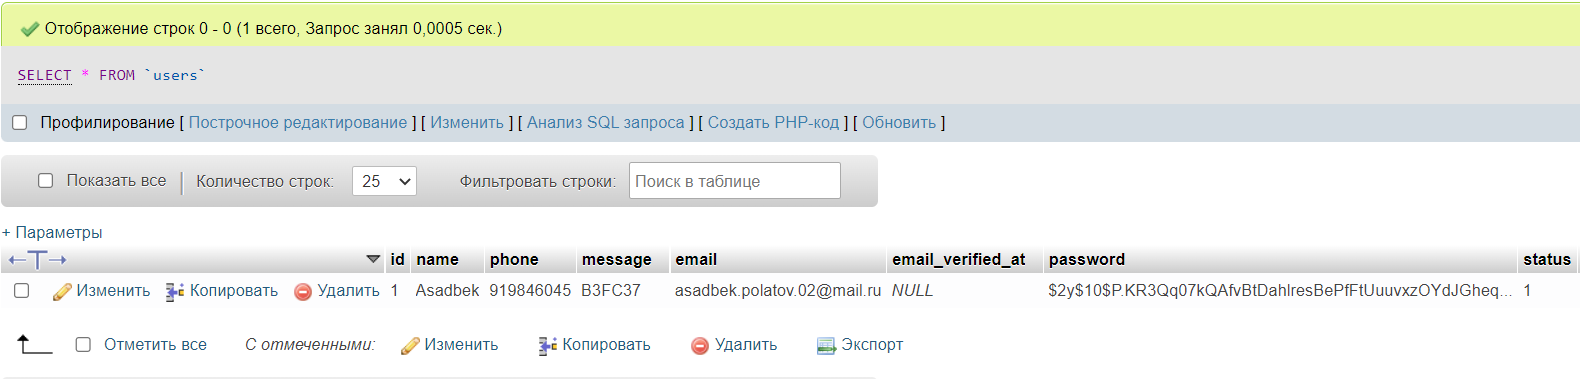 Отображение строк 0 - 0 (1 всего, Запрос занял 0,0005 сек.)
SELECT * FROM `users`
Профилирование [ Построчное редактирование ] [ Изменить ] [ Анализ SQL запроса ] [ Создать PHP-код ] [ Обновить ]
Показать все | Количество строк: 25 Фильтровать строки: Поиск в таблице
+ Параметры
←T→ id name phone message email email_verified_at password status
Изменить Копировать Удалить 1 Asadbek 919846045 B3FC37 asadbek.polatov.02@mail.ru NULL $2y$10$P.KR3Qq07kQAfvBtDahlresBePfFtUuuvxzOYdJGheq... 1
Отметить все С отмеченными: Изменить Копировать Удалить Экспорт